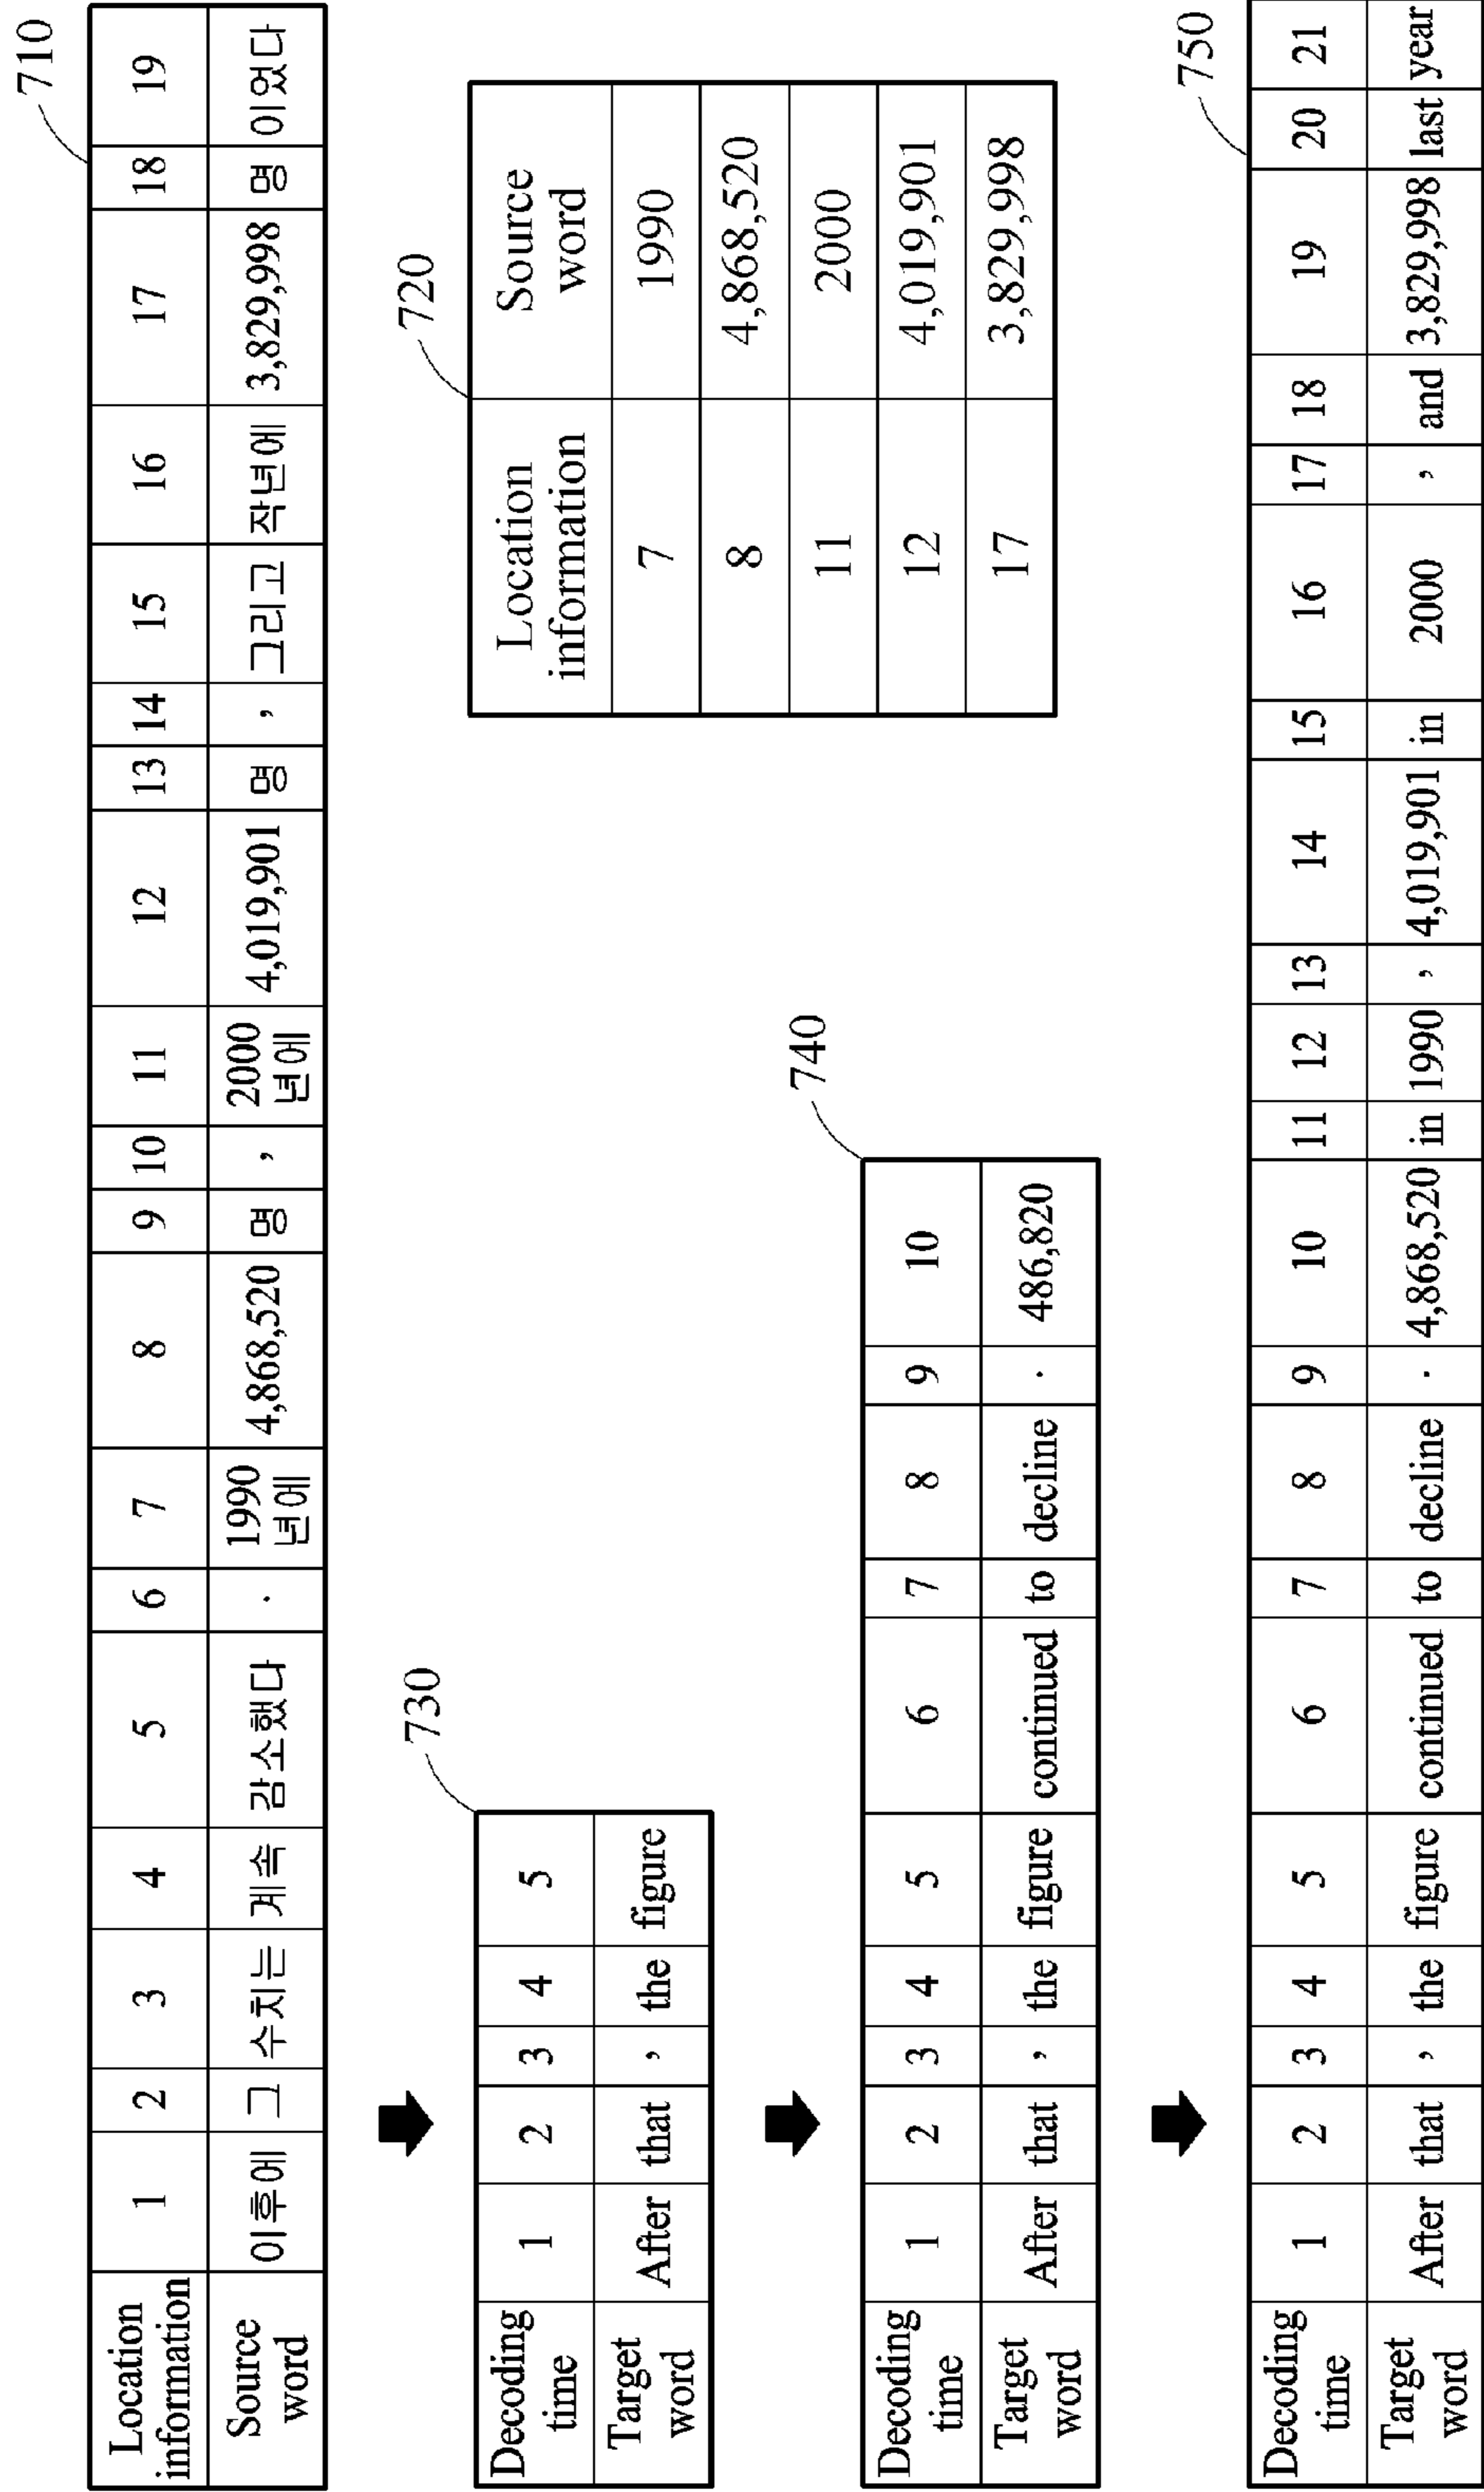 710
Location information 1 2 3 4 5 6 7 8 9 10 11 12 13 14 15 16 17 18 19
Source word 이후에 그 수치는 계속 감소했다 . 1990년에 4,868,520 명 , 2000년에 4,019,901 명 , 그리고 작년에 3,829,998 명 이었다
720
Location information Source word
7 1990
8 4,868,520
11 2000
12 4,019,901
17 3,829,998
730
Decoding time 1 2 3 4 5
Target word After that , the figure
740
Decoding time 1 2 3 4 5 6 7 8 9 10
Target word After that , the figure continued to decline . 486,820
750
Decoding time 1 2 3 4 5 6 7 8 9 10 11 12 13 14 15 16 17 18 19 20 21
Target word After that , the figure continued to decline . 4,868,520 in 1990 , 4,019,901 in 2000 , and 3,829,998 last year